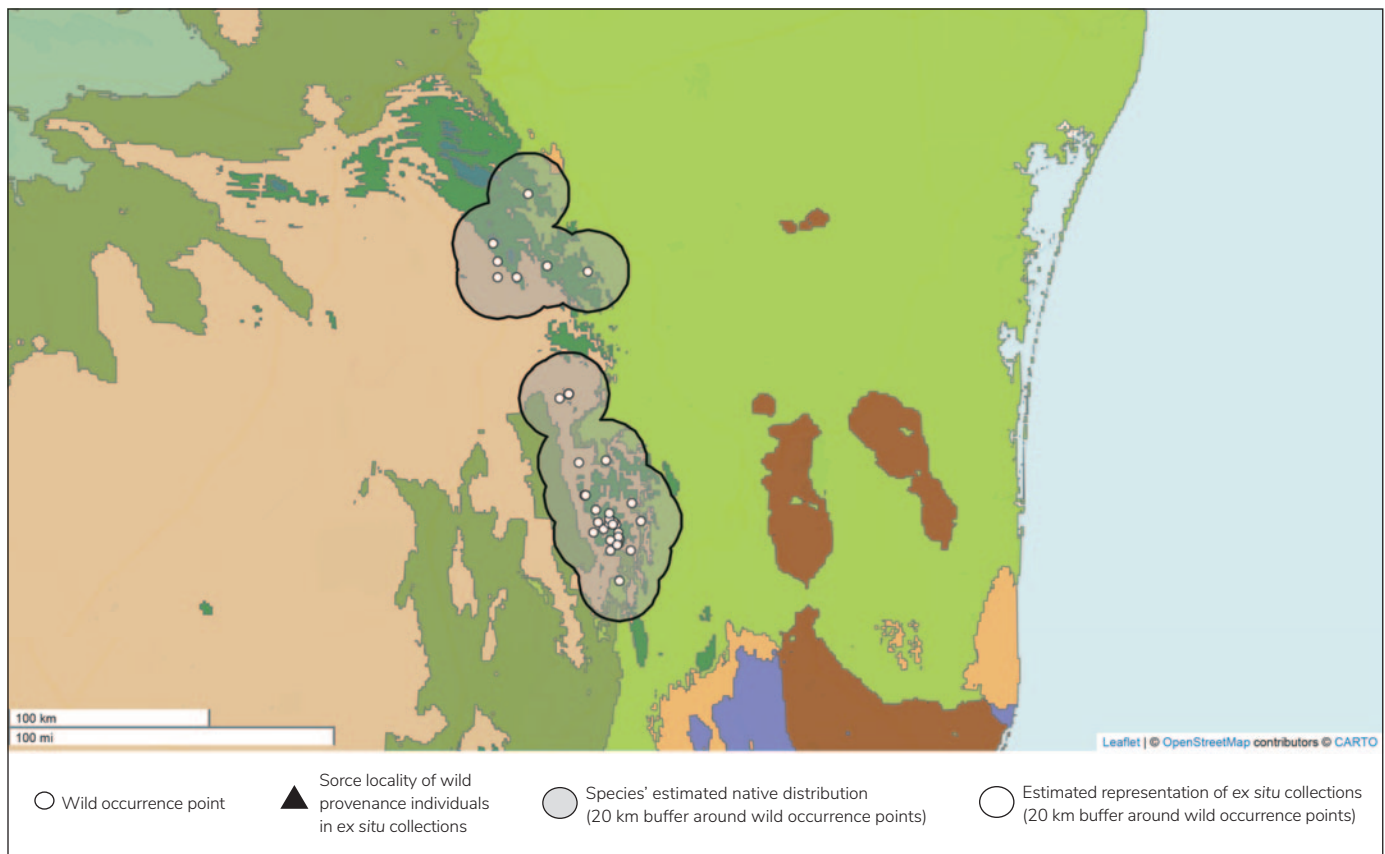 100 km
100 mi
Leaflet | © OpenStreetMap contributors © CARTO
Wild occurrence point
Sorce locality of wild
provenance individuals
in ex situ collections
Species’ estimated native distribution
(20 km buffer around wild occurrence points)
Estimated representation of ex situ collections
(20 km buffer around wild occurrence points)